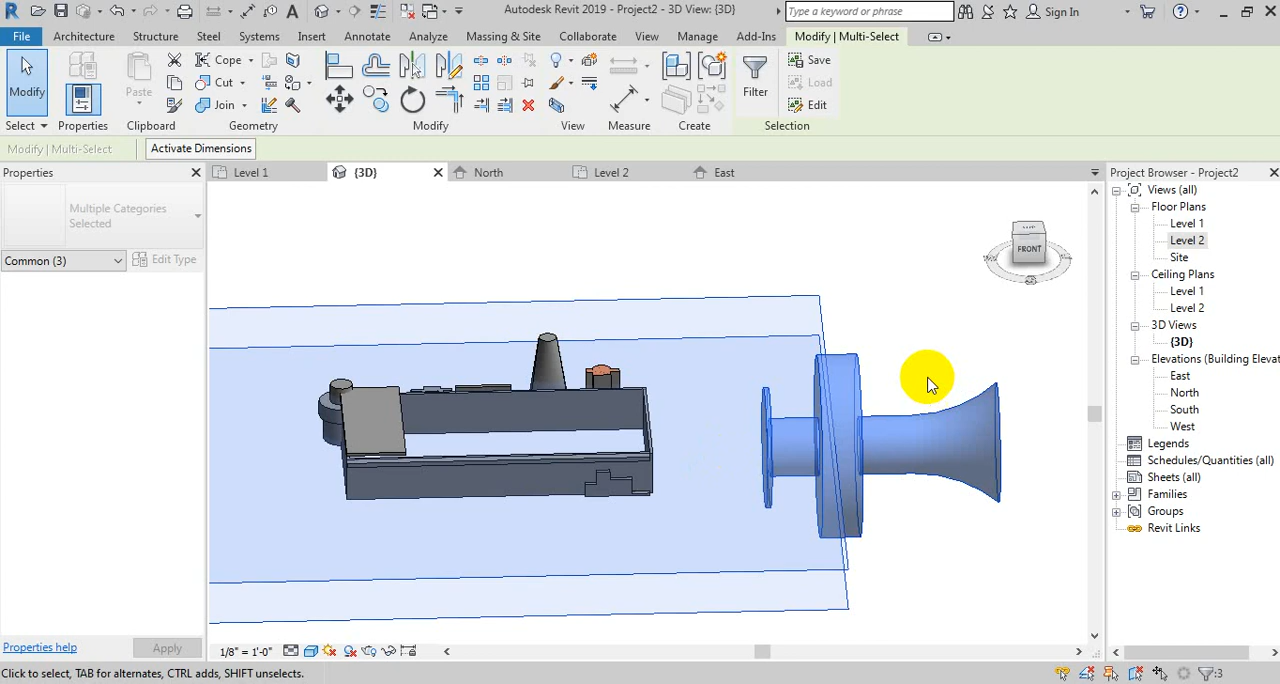 Autodesk Revit 2019 - Project2 - 3D View: {3D}
Type a keyword or phrase
Sign In
File Architecture Structure Steel Systems Insert Annotate Analyze Massing & Site Collaborate View Manage Add-Ins Modify | Multi-Select
Modify
Paste
Cope
Cut
Join
Filter
Save
Load
Edit
Select Properties Clipboard Geometry Modify View Measure Create Selection
Modify | Multi-Select
Activate Dimensions
Properties
Level 1
{3D}
North
Level 2
East
Project Browser - Project2
Multiple Categories
Selected
Common (3)
Edit Type
FRONT
Views (all)
Floor Plans
Level 1
Level 2
Site
Ceiling Plans
Level 1
Level 2
3D Views
{3D}
Elevations (Building Eleva
East
North
South
West
Legends
Schedules/Quantities (all)
Sheets (all)
Families
Groups
Revit Links
Properties help
Apply
1/8" = 1'-0"
Click to select, TAB for alternates, CTRL adds, SHIFT unselects.
:3